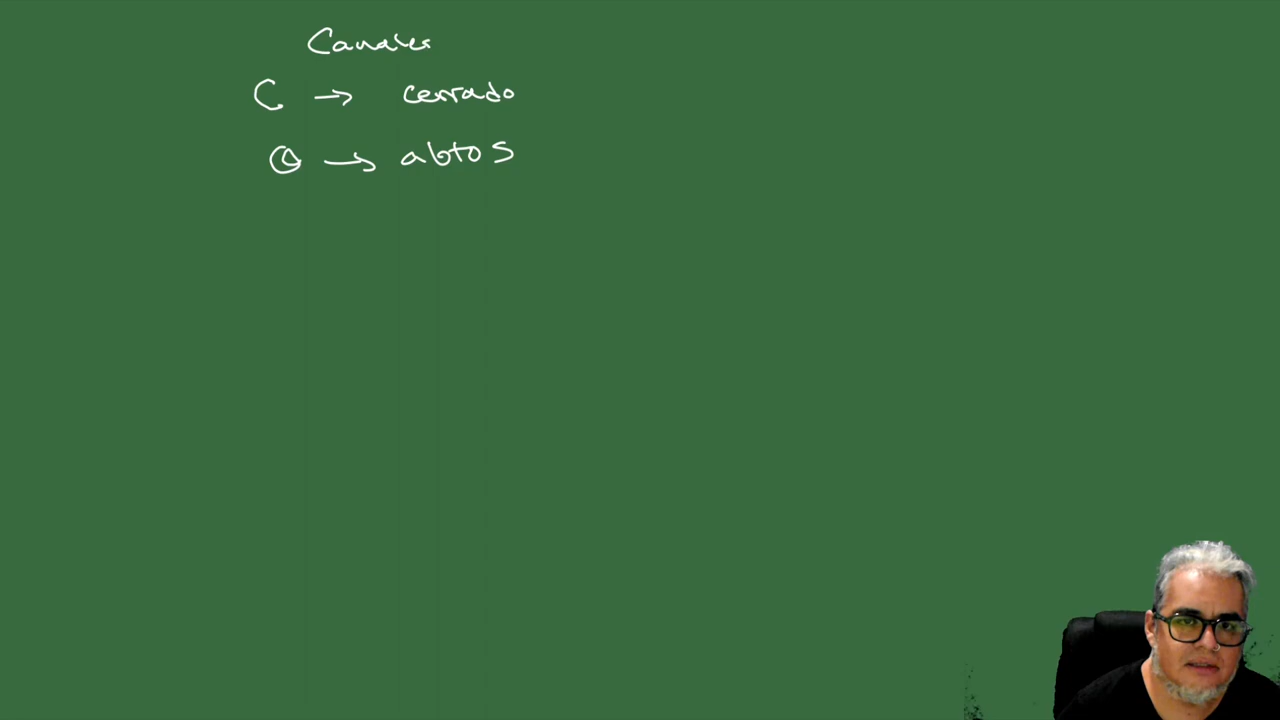 Canales
C → cerrado
@ → abtos